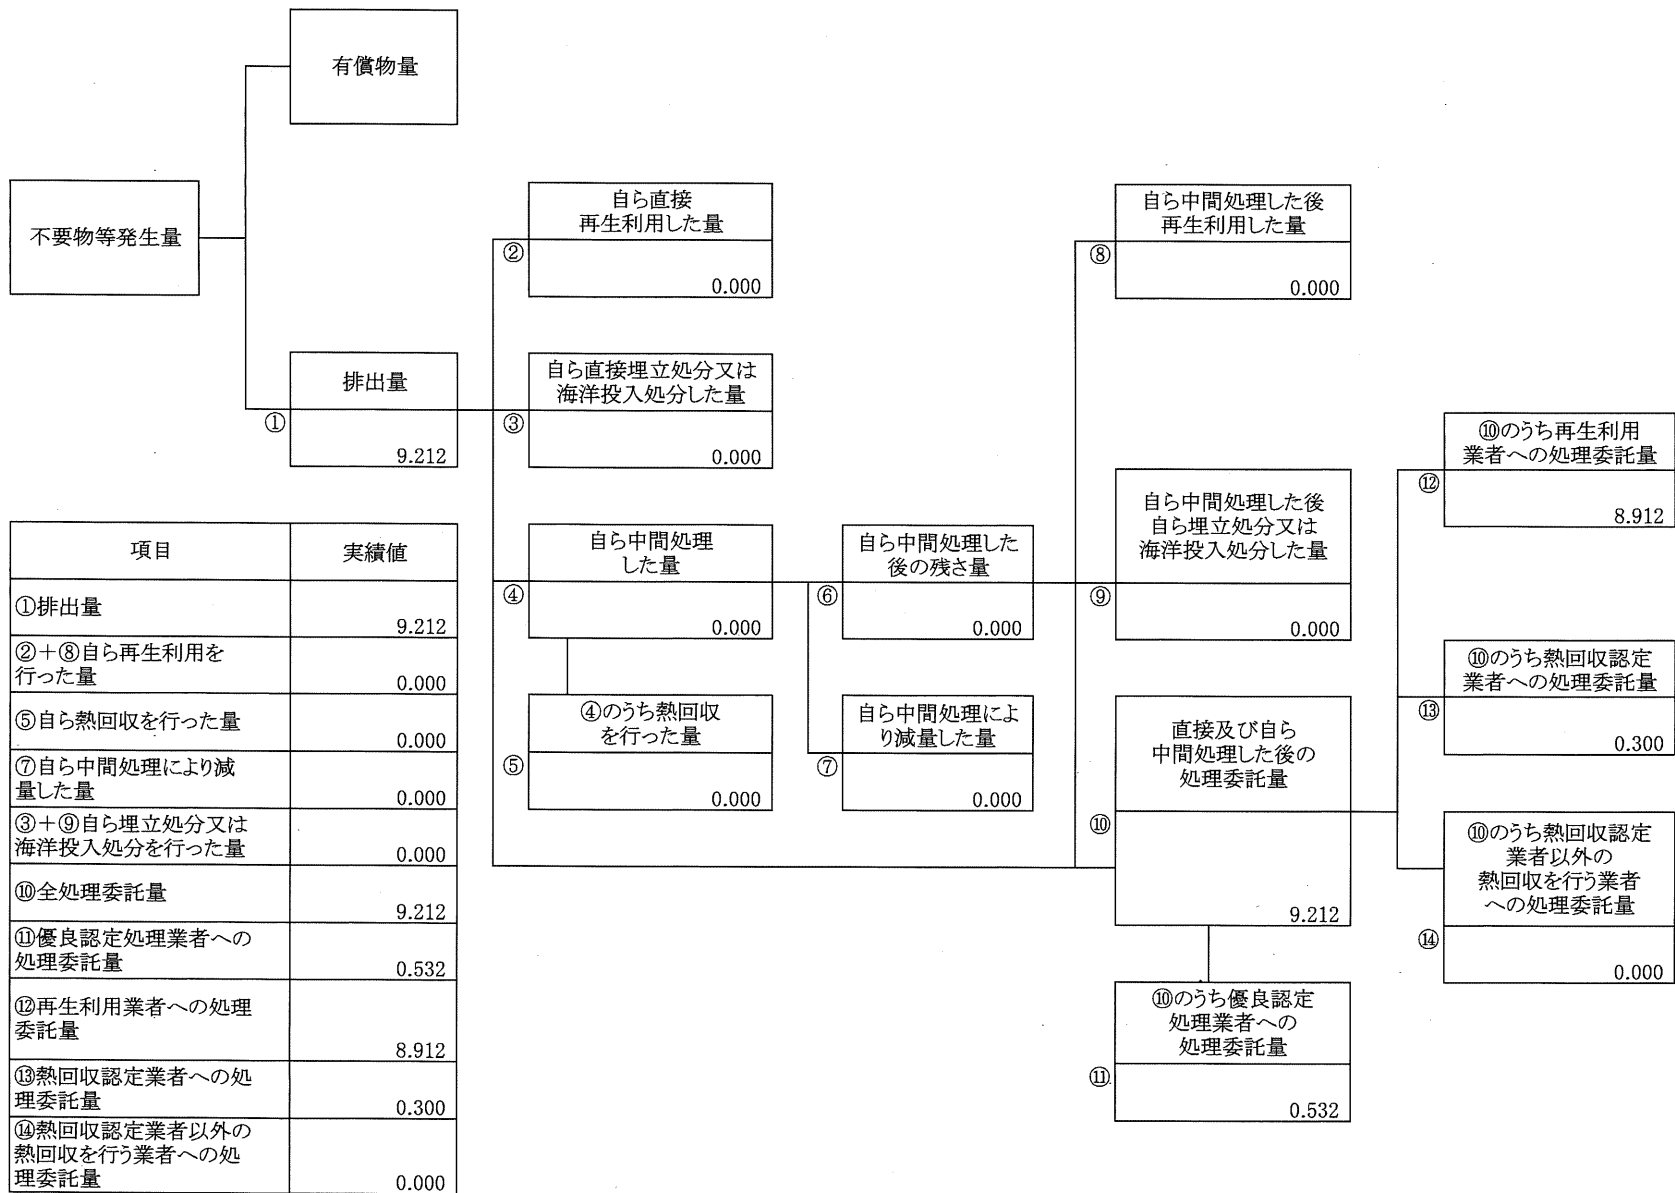 有償物量
不要物等発生量
排出量
①
9.212
自ら直接
再生利用した量
②
0.000
自ら直接埋立処分又は
海洋投入処分した量
③
0.000
自ら中間処理
した量
④
0.000
④のうち熱回収
を行った量
⑤
0.000
自ら中間処理した
後の残さ量
⑥
0.000
自ら中間処理によ
り減量した量
⑦
0.000
自ら中間処理した後
再生利用した量
⑧
0.000
自ら中間処理した後
自ら埋立処分又は
海洋投入処分した量
⑨
0.000
直接及び自ら
中間処理した後の
処理委託量
⑩
9.212
⑩のうち優良認定
処理業者への
処理委託量
⑪
0.532
⑩のうち再生利用
業者への処理委託量
⑫
8.912
⑩のうち熱回収認定
業者への処理委託量
⑬
0.300
⑩のうち熱回収認定
業者以外の
熱回収を行う業者
への処理委託量
⑭
0.000
項目 実績値
①排出量
9.212
②+⑧自ら再生利用を
行った量
0.000
⑤自ら熱回収を行った量
0.000
⑦自ら中間処理により減
量した量
0.000
③+⑨自ら埋立処分又は
海洋投入処分を行った量
0.000
⑩全処理委託量
9.212
⑪優良認定処理業者への
処理委託量
0.532
⑫再生利用業者への処理
委託量
8.912
⑬熱回収認定業者への処
理委託量
0.300
⑭熱回収認定業者以外の
熱回収を行う業者への処
理委託量
0.000